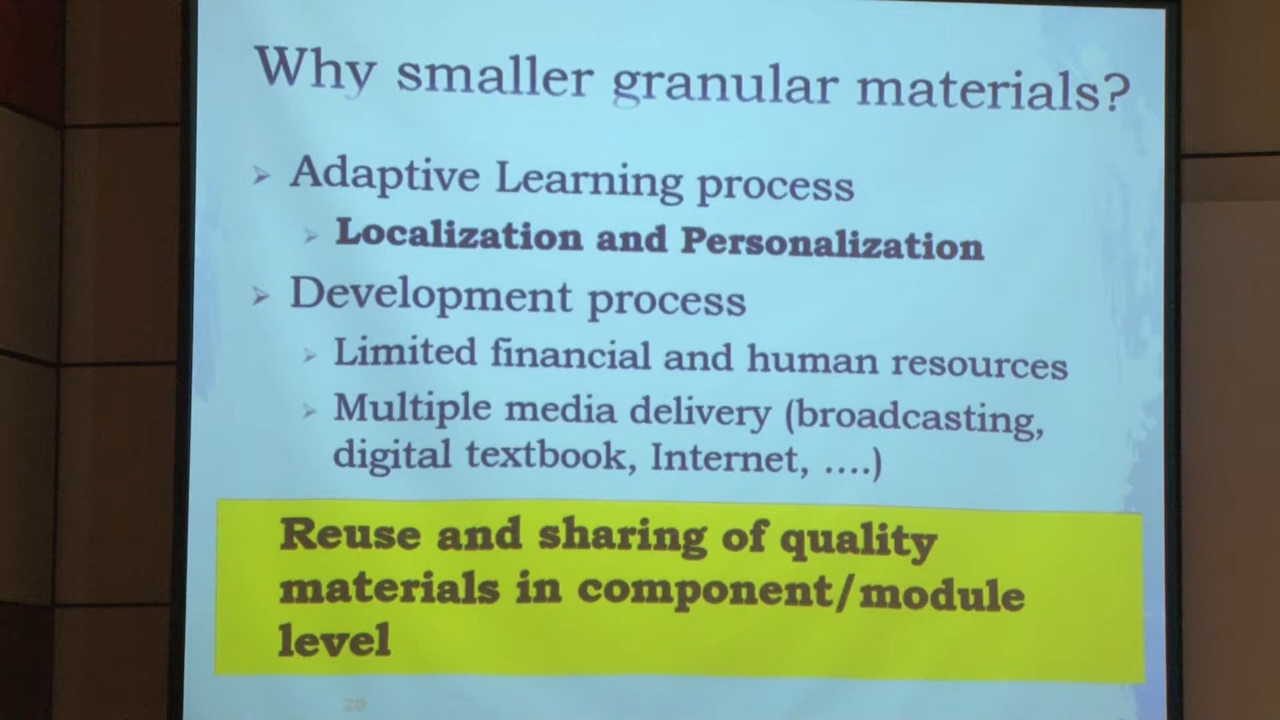 Why smaller granular materials?
Adaptive Learning process
Localization and Personalization
Development process
Limited financial and human resources
Multiple media delivery (broadcasting,
digital textbook, Internet, ....)
Reuse and sharing of quality
materials in component/module
level
20